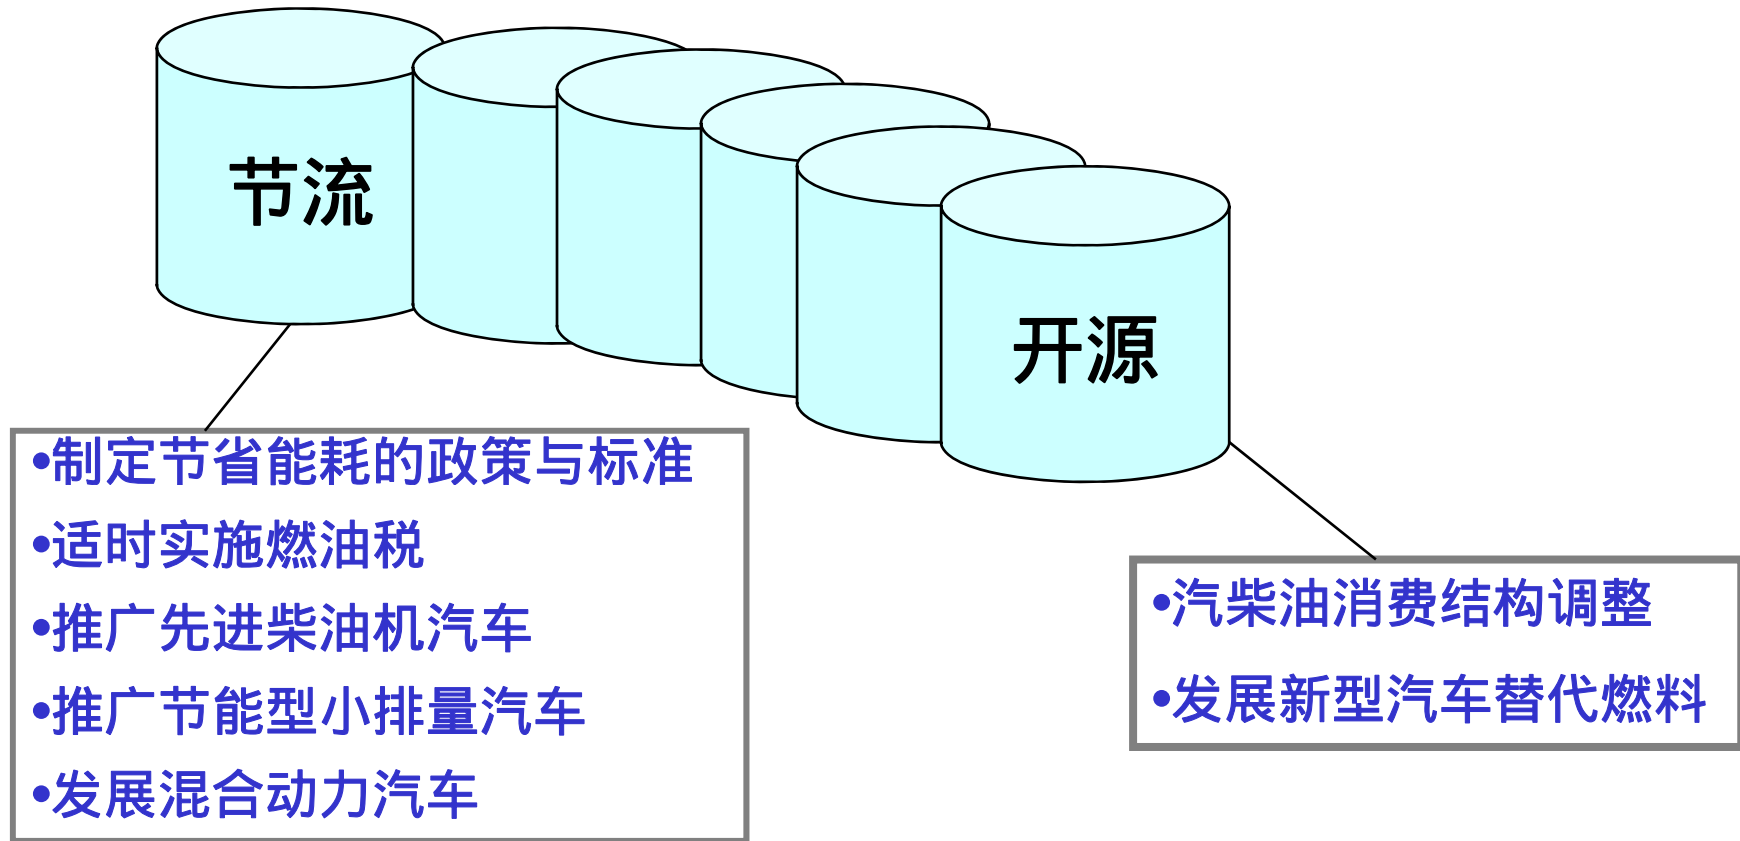 节流
开源
•制定节省能耗的政策与标准
•适时实施燃油税
•推广先进柴油机汽车
•推广节能型小排量汽车
•发展混合动力汽车
•汽柴油消费结构调整
•发展新型汽车替代燃料